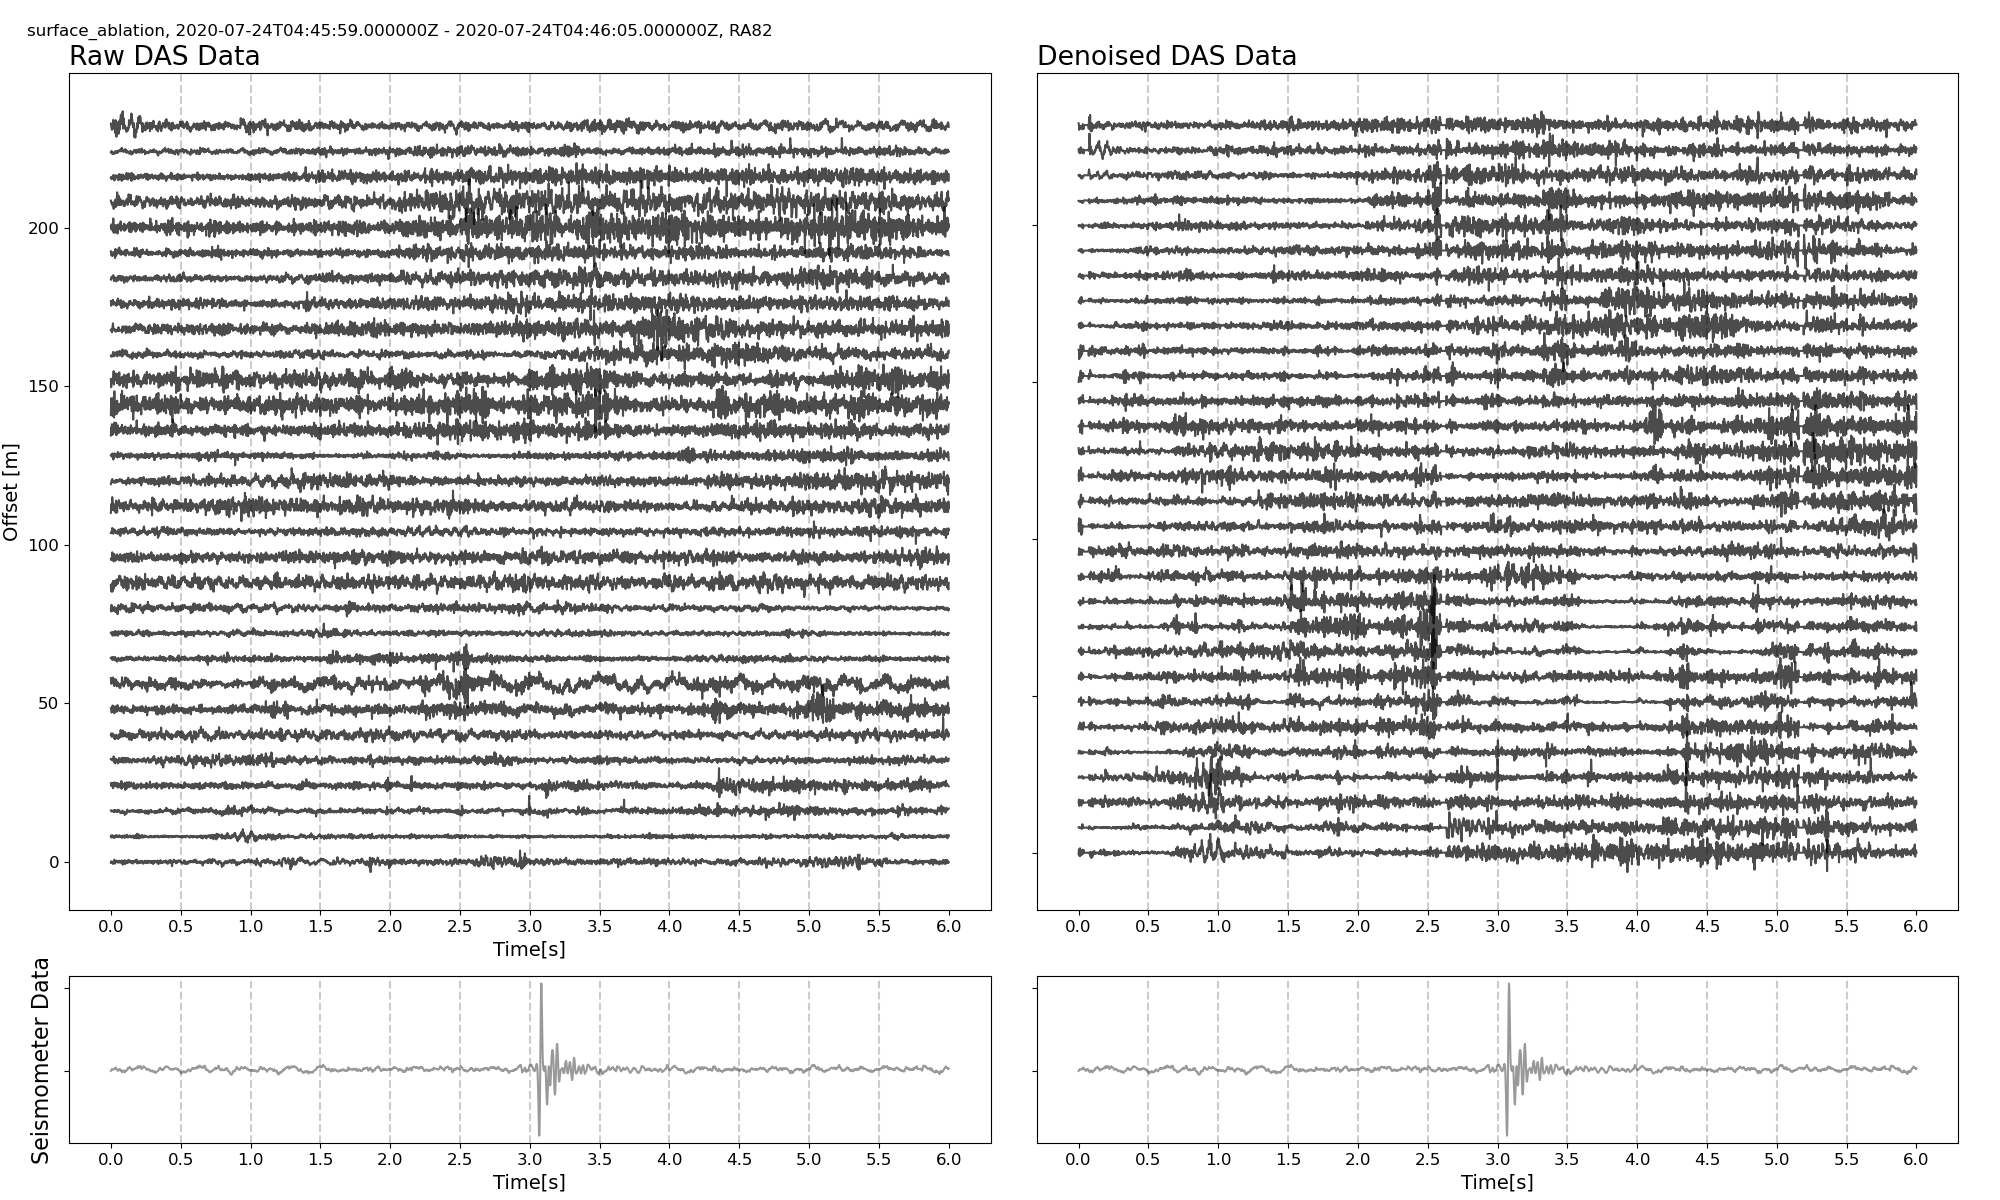 surface_ablation, 2020-07-24T04:45:59.000000Z - 2020-07-24T04:46:05.000000Z, RA82
Raw DAS Data
Denoised DAS Data
Offset [m]
200
150
100
50
0
0.0 0.5 1.0 1.5 2.0 2.5 3.0 3.5 4.0 4.5 5.0 5.5 6.0
Time[s]
0.0 0.5 1.0 1.5 2.0 2.5 3.0 3.5 4.0 4.5 5.0 5.5 6.0
Seismometer Data
0.0 0.5 1.0 1.5 2.0 2.5 3.0 3.5 4.0 4.5 5.0 5.5 6.0
Time[s]
0.0 0.5 1.0 1.5 2.0 2.5 3.0 3.5 4.0 4.5 5.0 5.5 6.0
Time[s]